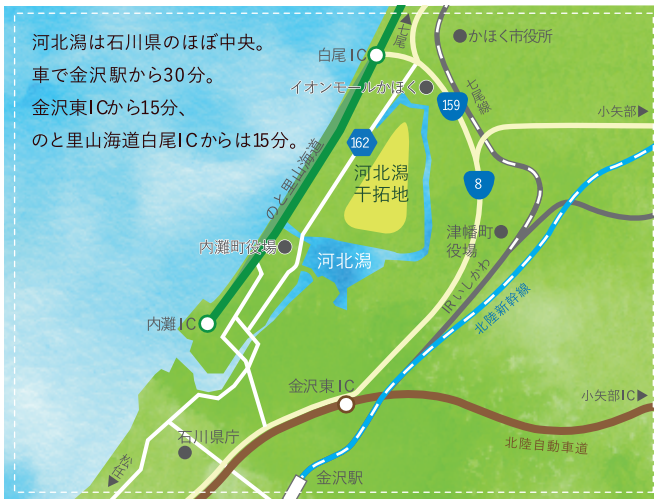 河北潟は石川県のほぼ中央。
車で金沢駅から30分。
金沢東ICから15分、
のと里山海道白尾ICからは15分。
七尾
白尾IC
かほく市役所
イオンモールかほく
七尾線
159
小矢部
のと里山海道
162
河北潟
干拓地
8
津幡町
役場
内灘町役場
河北潟
IRいしかわ
北陸新幹線
内灘IC
金沢東IC
小矢部IC
石川県庁
北陸自動車道
白山
金沢駅